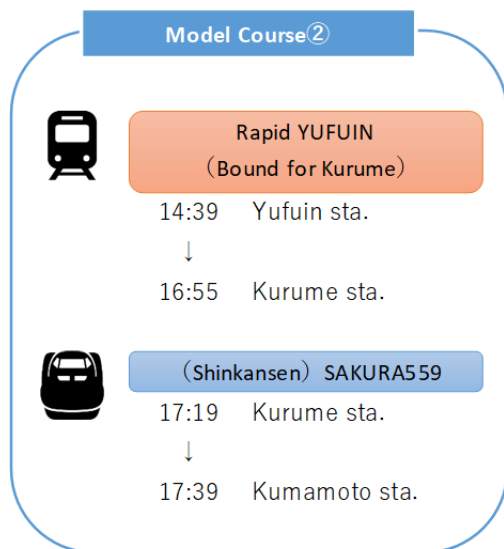 Model Course②
Rapid YUFUIN
（Bound for Kurume）
14:39 Yufuin sta.
↓
16:55 Kurume sta.
（Shinkansen）SAKURA559
17:19 Kurume sta.
↓
17:39 Kumamoto sta.